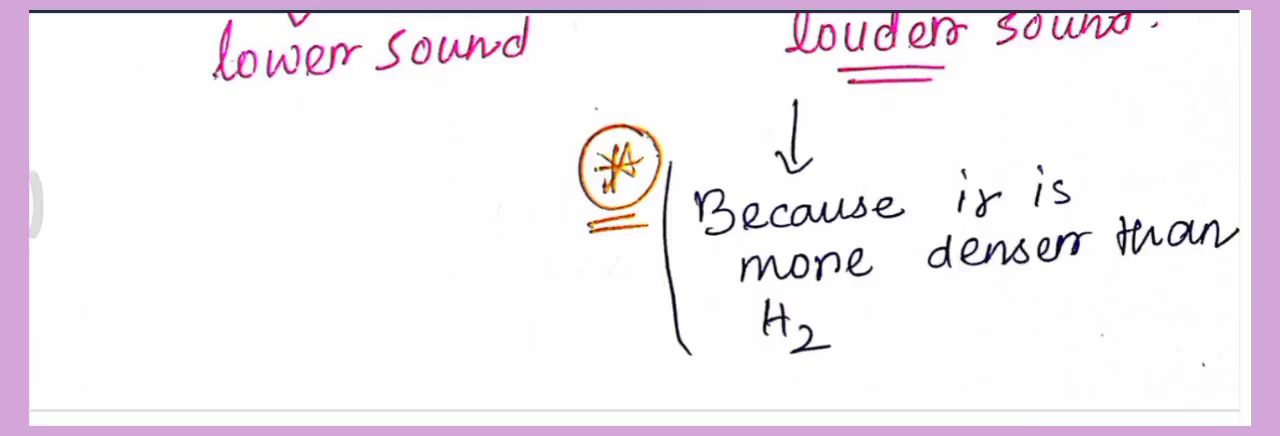 lower sound
louder sound.
Because it is
more denser than
H2